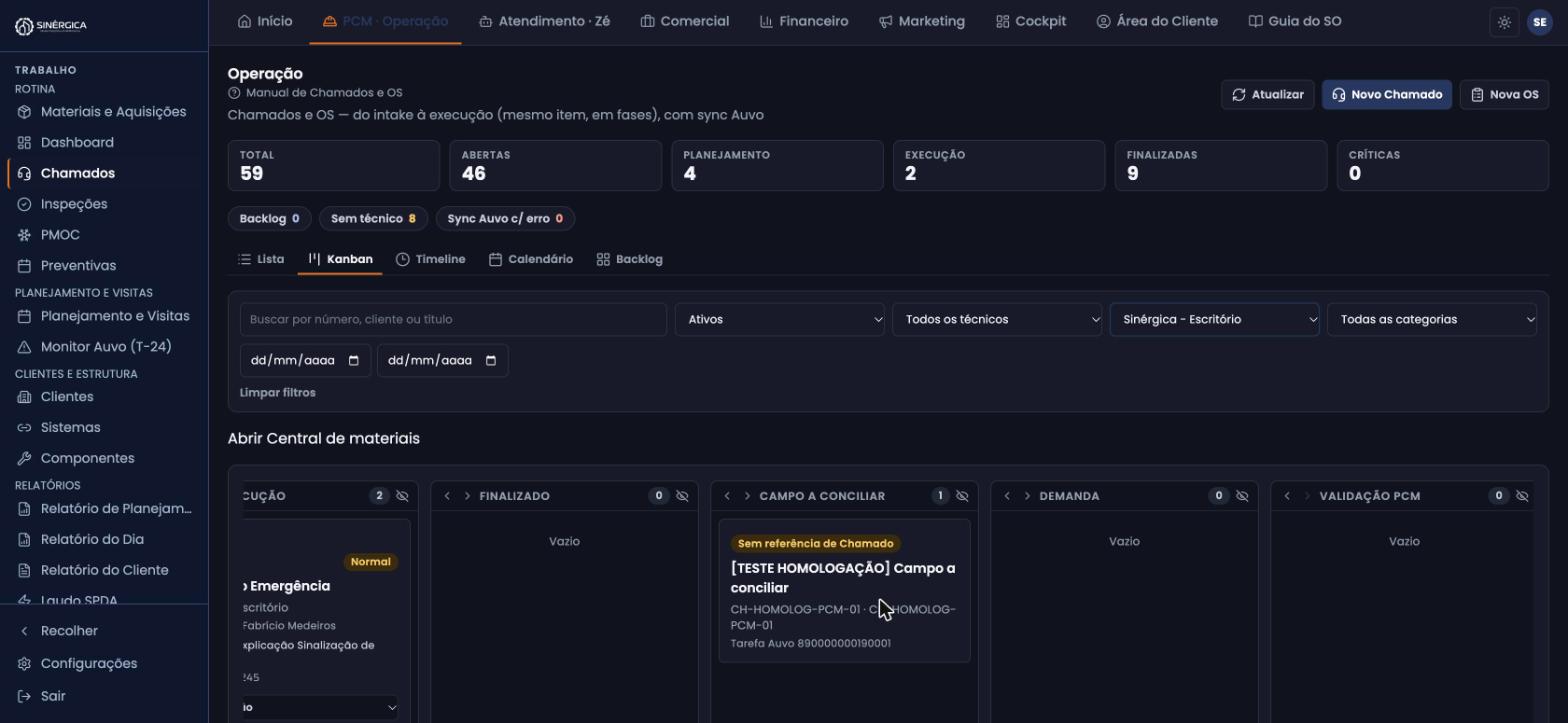 SINÉRGICA
Início
PCM · Operação
Atendimento · Zé
Comercial
Financeiro
Marketing
Cockpit
Área do Cliente
Guia do SO
SE
TRABALHO
ROTINA
Materiais e Aquisições
Dashboard
Chamados
Inspeções
PMOC
Preventivas
PLANEJAMENTO E VISITAS
Planejamento e Visitas
Monitor Auvo (T-24)
CLIENTES E ESTRUTURA
Clientes
Sistemas
Componentes
RELATÓRIOS
Relatório de Planejam...
Relatório do Dia
Relatório do Cliente
Laudo SPDA
Recolher
Configurações
Sair
Operação
Manual de Chamados e OS
Chamados e OS — do intake à execução (mesmo item, em fases), com sync Auvo
Atualizar
Novo Chamado
Nova OS
TOTAL
59
ABERTAS
46
PLANEJAMENTO
4
EXECUÇÃO
2
FINALIZADAS
9
CRÍTICAS
0
Backlog 0
Sem técnico 8
Sync Auvo c/ erro 0
Lista
Kanban
Timeline
Calendário
Backlog
Buscar por número, cliente ou título
Ativos
Todos os técnicos
Sinérgica - Escritório
Todas as categorias
dd/mm/aaaa
dd/mm/aaaa
Limpar filtros
Abrir Central de materiais
CUÇÃO
2
Normal
o Emergência
scritório
Fabrício Medeiros
xplicação Sinalização de
245
io
FINALIZADO
0
Vazio
CAMPO A CONCILIAR
1
Sem referência de Chamado
[TESTE HOMOLOGAÇÃO] Campo a
conciliar
CH-HOMOLOG-PCM-01 · C HOMOLOG-
PCM-01
Tarefa Auvo 890000000190001
DEMANDA
0
Vazio
VALIDAÇÃO PCM
0
Vazio